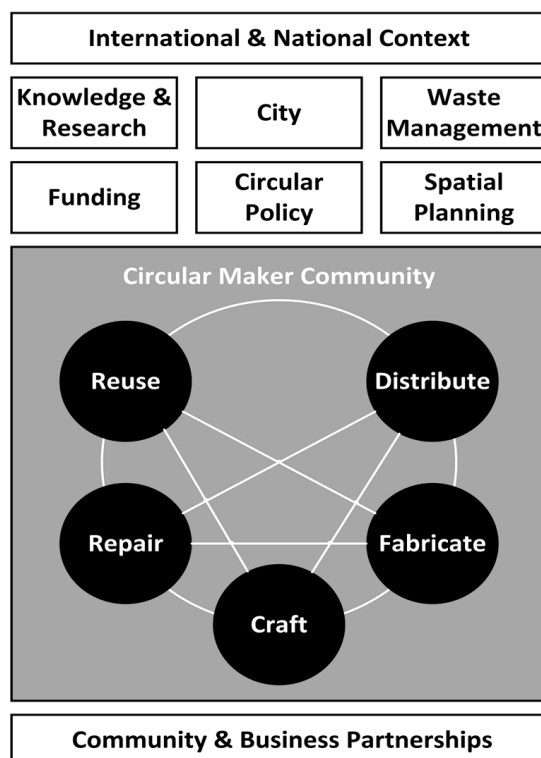 International & National Context
Knowledge &
Research
City
Waste
Management
Funding
Circular
Policy
Spatial
Planning
Circular Maker Community
Reuse
Distribute
Repair
Fabricate
Craft
Community & Business Partnerships